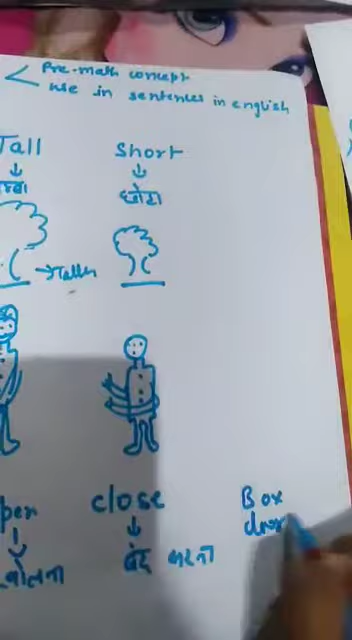 Pre-math concept
use in sentences in english
Tall Short
छोटा
→Taller
close Box
बंद करना